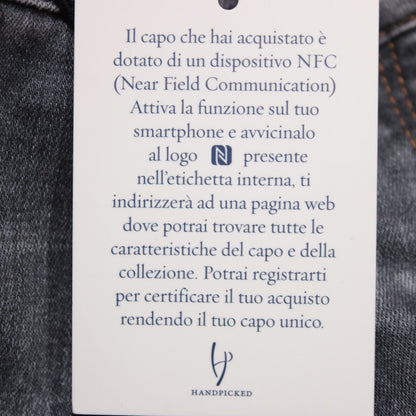 Il capo che hai acquistato è
dotato di un dispositivo NFC
(Near Field Communication)
Attiva la funzione sul tuo
smartphone e avvicinalo
al logo N presente
nell'etichetta interna, ti
indirizzerà ad una pagina web
dove potrai trovare tutte le
caratteristiche del capo e della
collezione. Potrai registrarti
per certificare il tuo acquisto
rendendo il tuo capo unico.
HANDPICKED